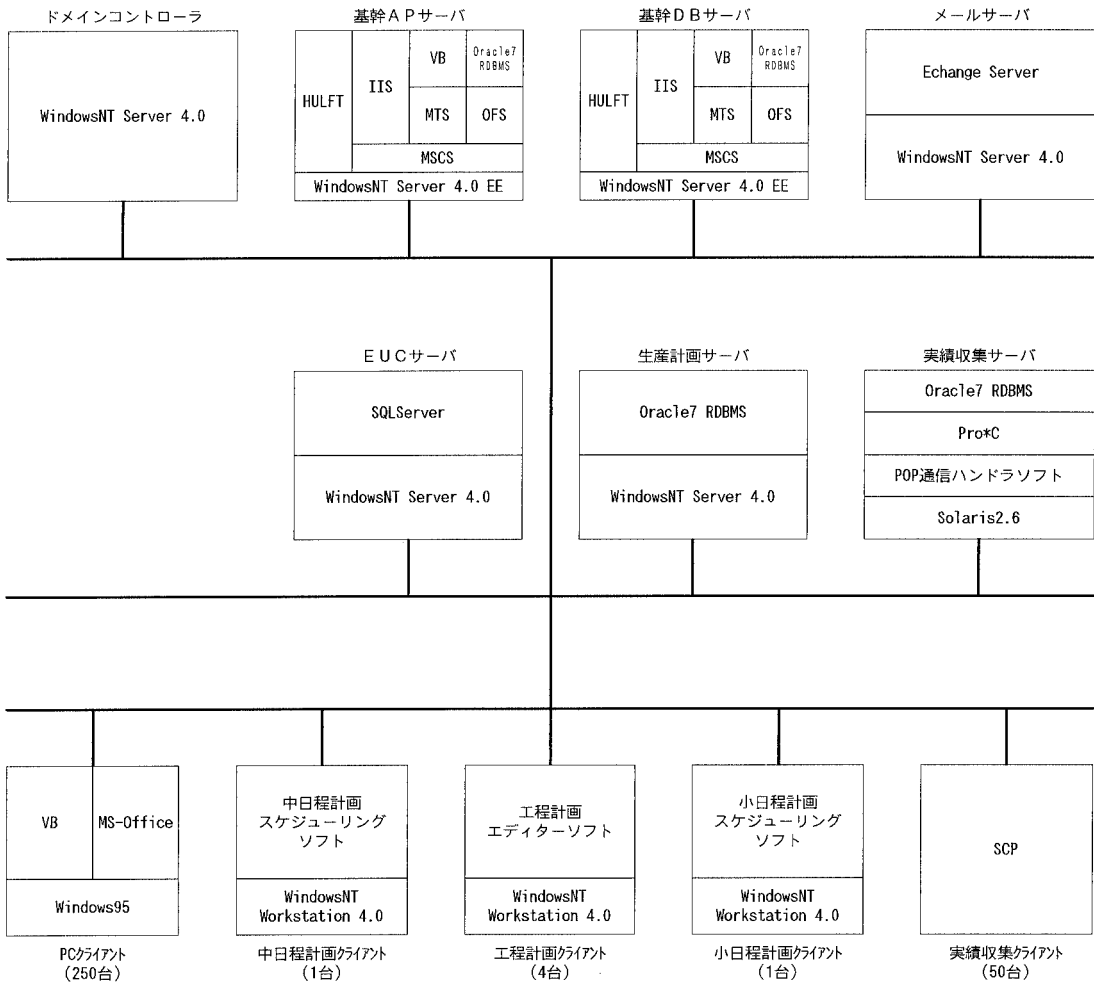 ドメインコントローラ
WindowsNT Server 4.0
基幹APサーバ
HULFT
IIS
VB
Oracle7
RDBMS
MTS
OFS
MSCS
WindowsNT Server 4.0 EE
基幹DBサーバ
HULFT
IIS
VB
Oracle7
RDBMS
MTS
OFS
MSCS
WindowsNT Server 4.0 EE
メールサーバ
Echange Server
WindowsNT Server 4.0
EUCサーバ
SQLServer
WindowsNT Server 4.0
生産計画サーバ
Oracle7 RDBMS
WindowsNT Server 4.0
実績収集サーバ
Oracle7 RDBMS
Pro*C
POP通信ハンドラソフト
Solaris2.6
VB
MS-Office
Windows95
PCクライアント
(250台)
中日程計画
スケジューリング
ソフト
WindowsNT
Workstation 4.0
中日程計画クライアント
(1台)
工程計画
エディターソフト
WindowsNT
Workstation 4.0
工程計画クライアント
(4台)
小日程計画
スケジューリング
ソフト
WindowsNT
Workstation 4.0
小日程計画クライアント
(1台)
SCP
実績収集クライアント
(50台)